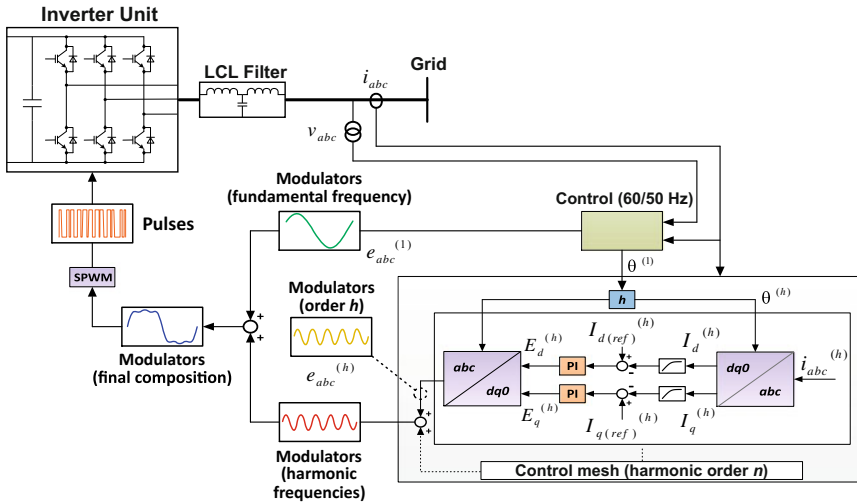 Inverter Unit
LCL Filter
i_abc
Grid
v_abc
Modulators
(fundamental frequency)
Control (60/50 Hz)
Pulses
e_abc^(1)
θ^(1)
SPWM
+
+
Modulators
(order h)
h
θ^(h)
E_d^(h)
I_d(ref)^(h)
I_d^(h)
i_abc^(h)
abc
dq0
PI
+
-
dq0
abc
PI
-
+
Modulators
(final composition)
e_abc^(h)
E_q^(h)
I_q(ref)^(h)
I_q^(h)
+
+
Modulators
(harmonic
frequencies)
Control mesh (harmonic order n)